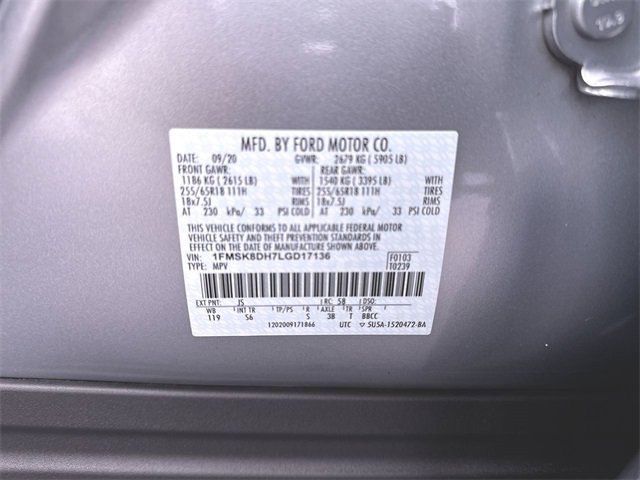 MFD. BY FORD MOTOR CO.
DATE: 09/20 GVWR: 2679 KG ( 5905 LB)
FRONT GAWR: REAR GAWR:
1186 KG ( 2615 LB) WITH 1540 KG ( 3395 LB) WITH
255/65R18 111H TIRES 255/65R18 111H TIRES
18x7.5J RIMS 18x7.5J RIMS
AT 230 kPa/ 33 PSI COLD AT 230 kPa/ 33 PSI COLD
THIS VEHICLE CONFORMS TO ALL APPLICABLE FEDERAL MOTOR
VEHICLE SAFETY AND THEFT PREVENTION STANDARDS IN EFFECT ON
THE DATE OF MANUFACTURE SHOWN ABOVE.
VIN: 1FMSK8DH7LGD17136 F0103
TYPE: MPV T0239
EXT PNT: JS RC: 58 DSO:
WB INT TR TP/PS R AXLE TR SPR
119 S6 S 3B T BBCC
1202009171866 UTC ▽ 5U5A-1520472-BA